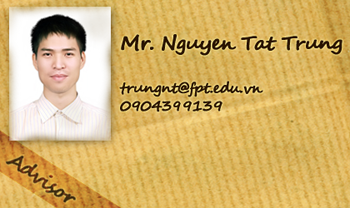 Mr. Nguyen Tat Trung
trungnt@fpt.edu.vn
0904399139
Advisor